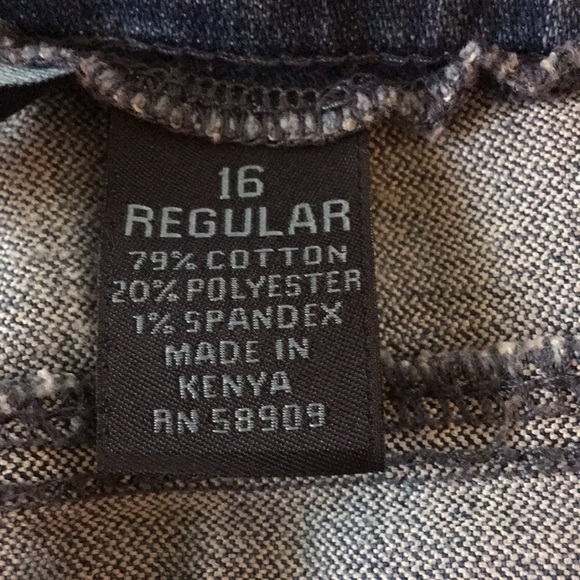 16
REGULAR
79% COTTON
20% POLYESTER
1% SPANDEX
MADE IN
KENYA
RN 58909